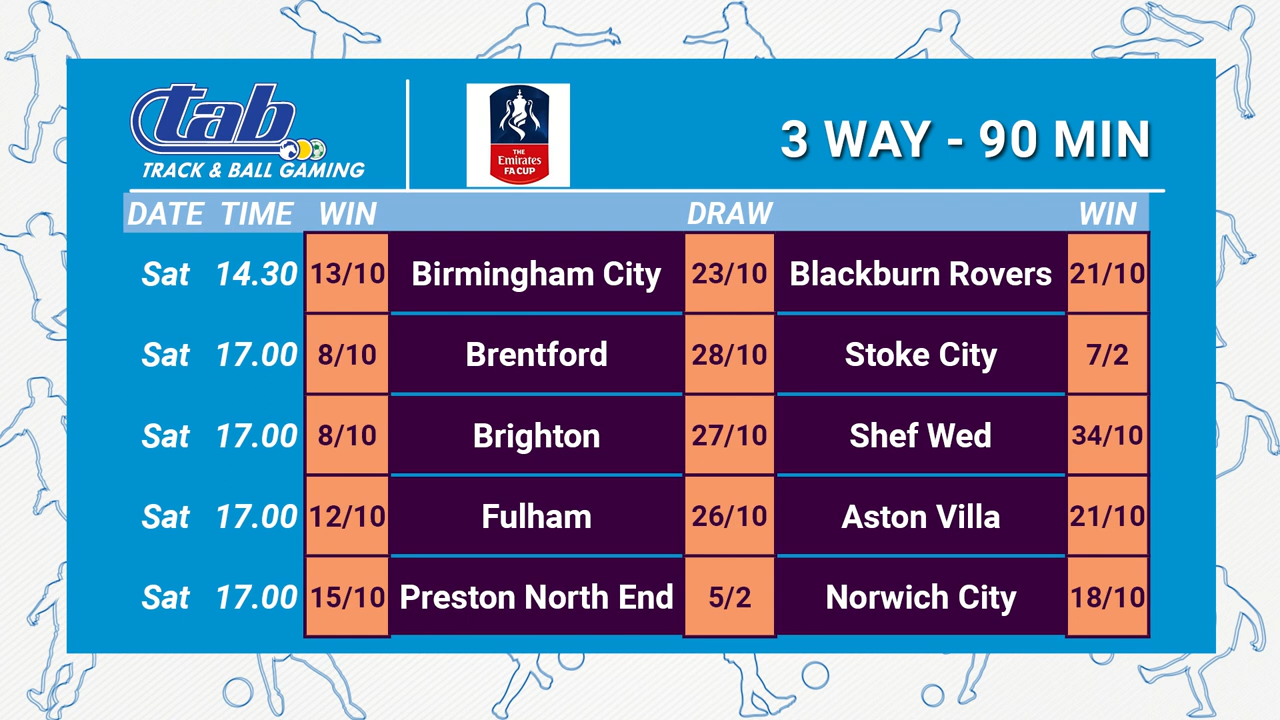 tab
TRACK & BALL GAMING
THE
Emirates
FA CUP
3 WAY - 90 MIN
DATE TIME WIN DRAW WIN
Sat 14.30 13/10 Birmingham City 23/10 Blackburn Rovers 21/10
Sat 17.00 8/10 Brentford 28/10 Stoke City 7/2
Sat 17.00 8/10 Brighton 27/10 Shef Wed 34/10
Sat 17.00 12/10 Fulham 26/10 Aston Villa 21/10
Sat 17.00 15/10 Preston North End 5/2 Norwich City 18/10